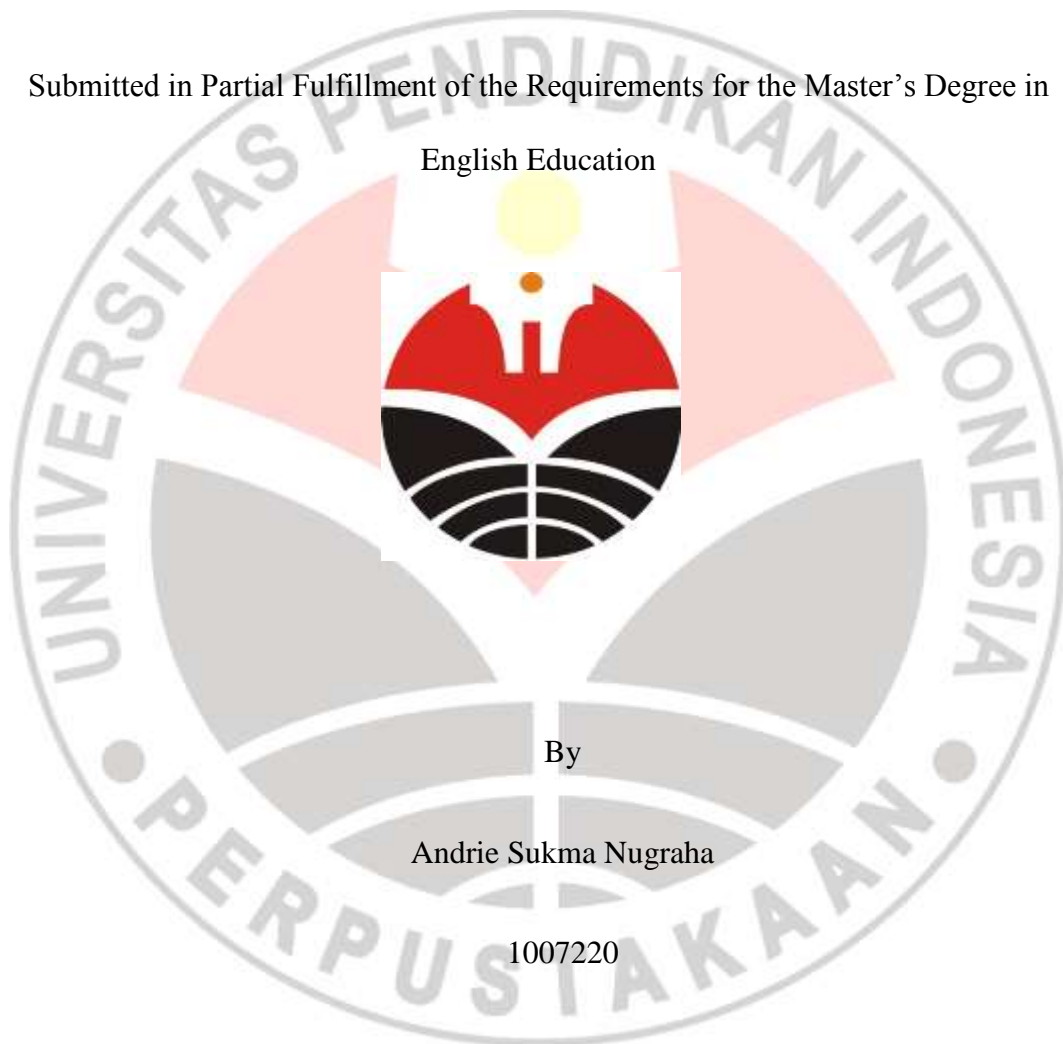 Submitted in Partial Fulfillment of the Requirements for the Master’s Degree in
English Education
By
Andrie Sukma Nugraha
1007220
UNIVERSITAS PENDIDIKAN INDONESIA
• PERPUSTAKAAN •